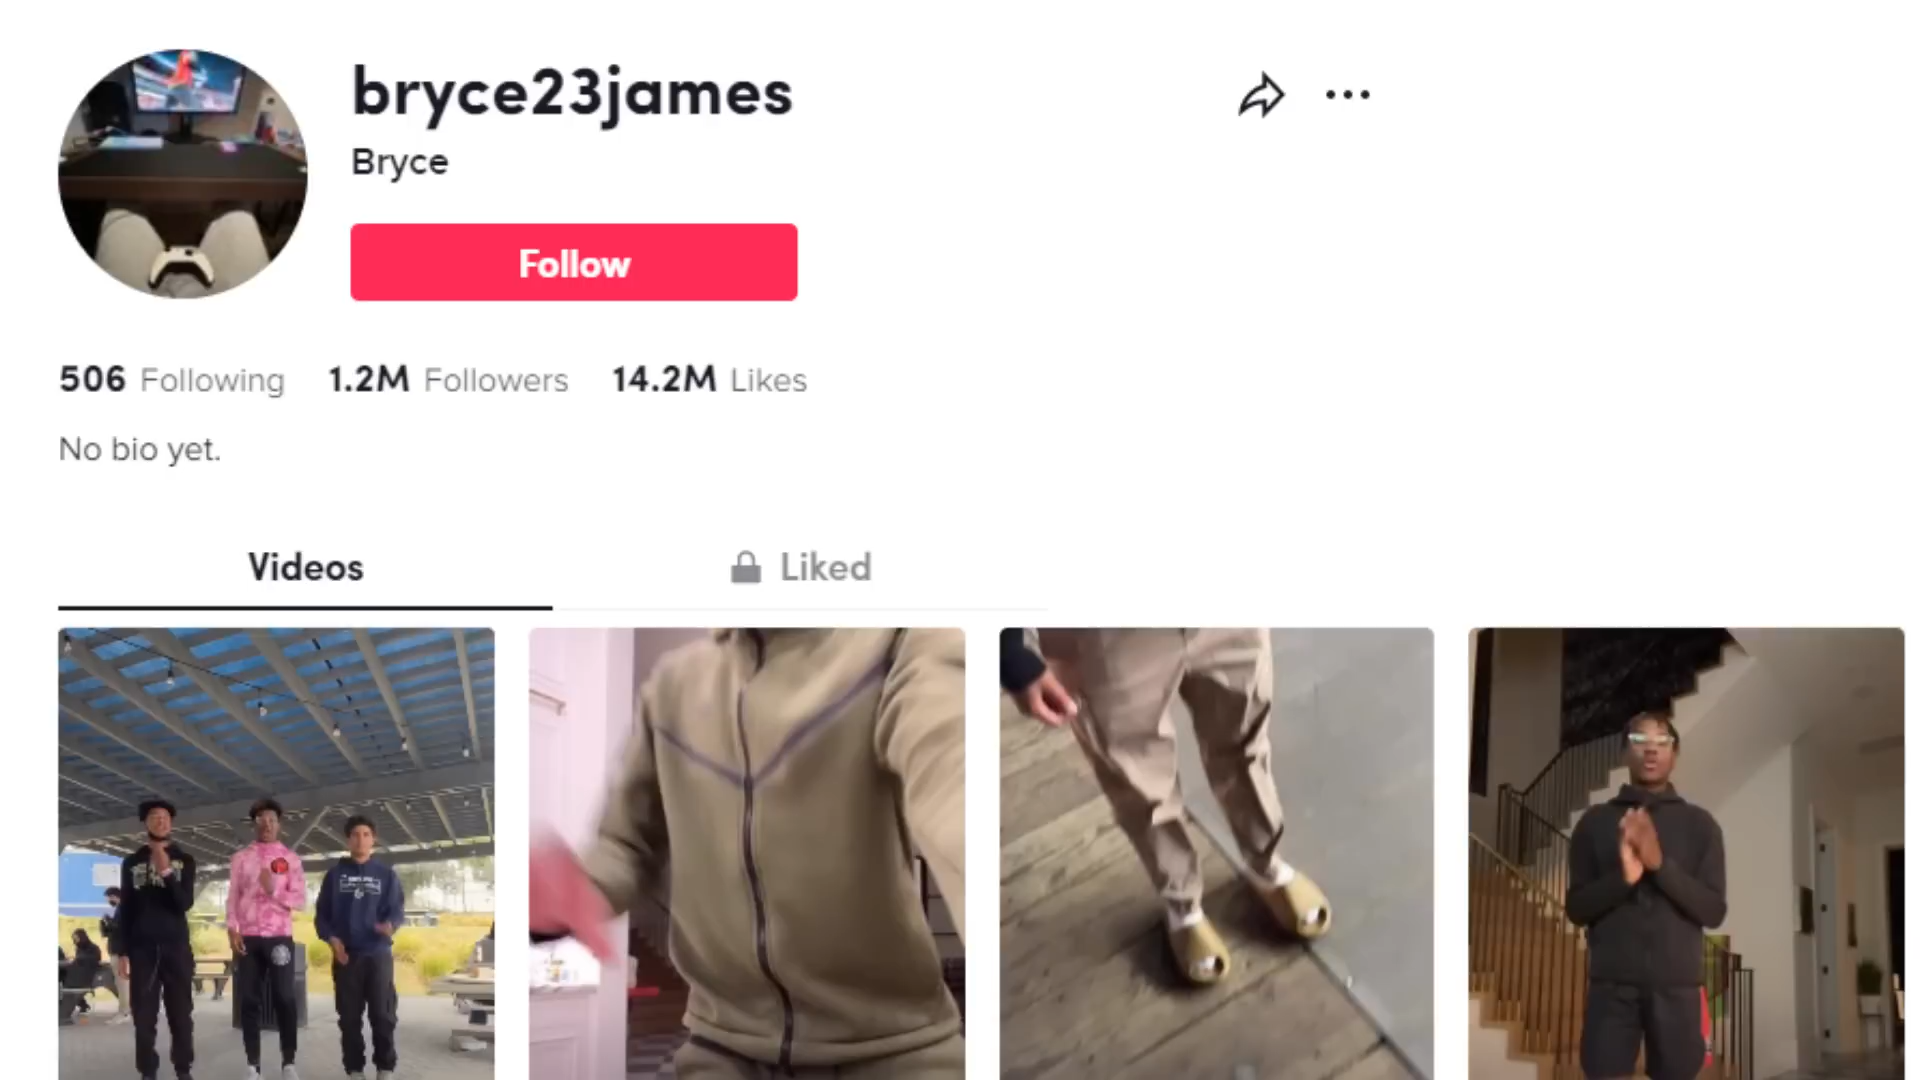 bryce23james
Bryce
Follow
506 Following 1.2M Followers 14.2M Likes
No bio yet.
Videos Liked